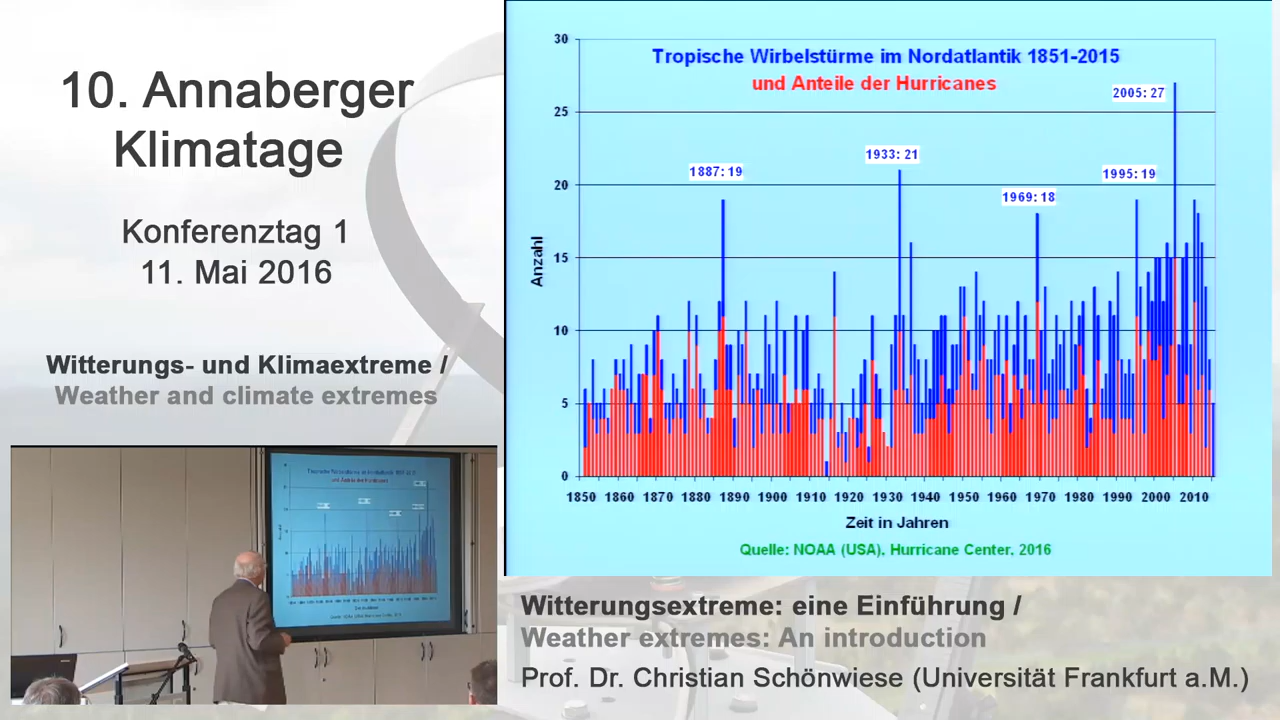 10. Annaberger
Klimatage
Konferenztag 1
11. Mai 2016
Witterungs- und Klimaextreme /
Weather and climate extremes
Tropische Wirbelstürme im Nordatlantik 1851-2015
und Anteile der Hurricanes
30
25
20
15
10
5
0
Anzahl
1887: 19
1933: 21
1969: 18
1995: 19
2005: 27
1850 1860 1870 1880 1890 1900 1910 1920 1930 1940 1950 1960 1970 1980 1990 2000 2010
Zeit in Jahren
Quelle: NOAA (USA), Hurricane Center, 2016
Witterungsextreme: eine Einführung /
Weather extremes: An introduction
Prof. Dr. Christian Schönwiese (Universität Frankfurt a.M.)